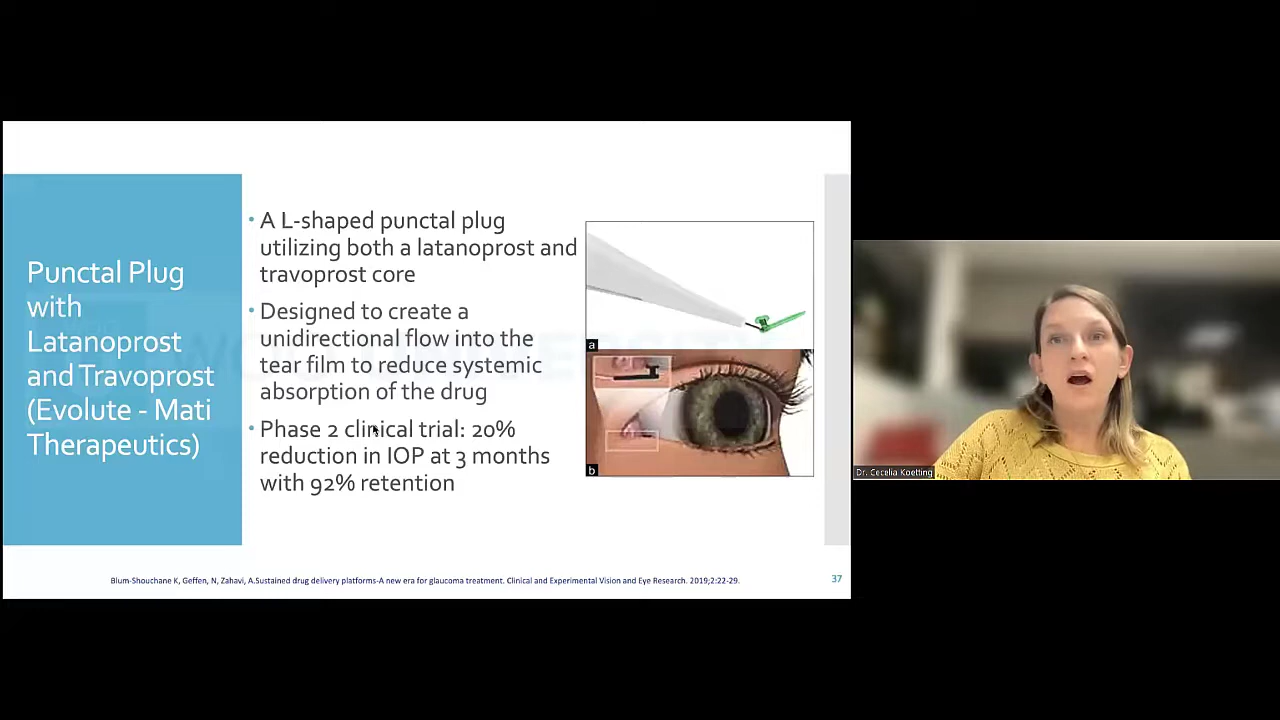 Punctal Plug
with
Latanoprost
and Travoprost
(Evolute - Mati
Therapeutics)
• A L-shaped punctal plug
utilizing both a latanoprost and
travoprost core
• Designed to create a
unidirectional flow into the
tear film to reduce systemic
absorption of the drug
• Phase 2 clinical trial: 20%
reduction in IOP at 3 months
with 92% retention
a
b
Blum-Shouchane K, Geffen, N, Zahavi, A.Sustained drug delivery platforms-A new era for glaucoma treatment. Clinical and Experimental Vision and Eye Research. 2019;2:22-29.
37
Dr. Cecelia Koetting